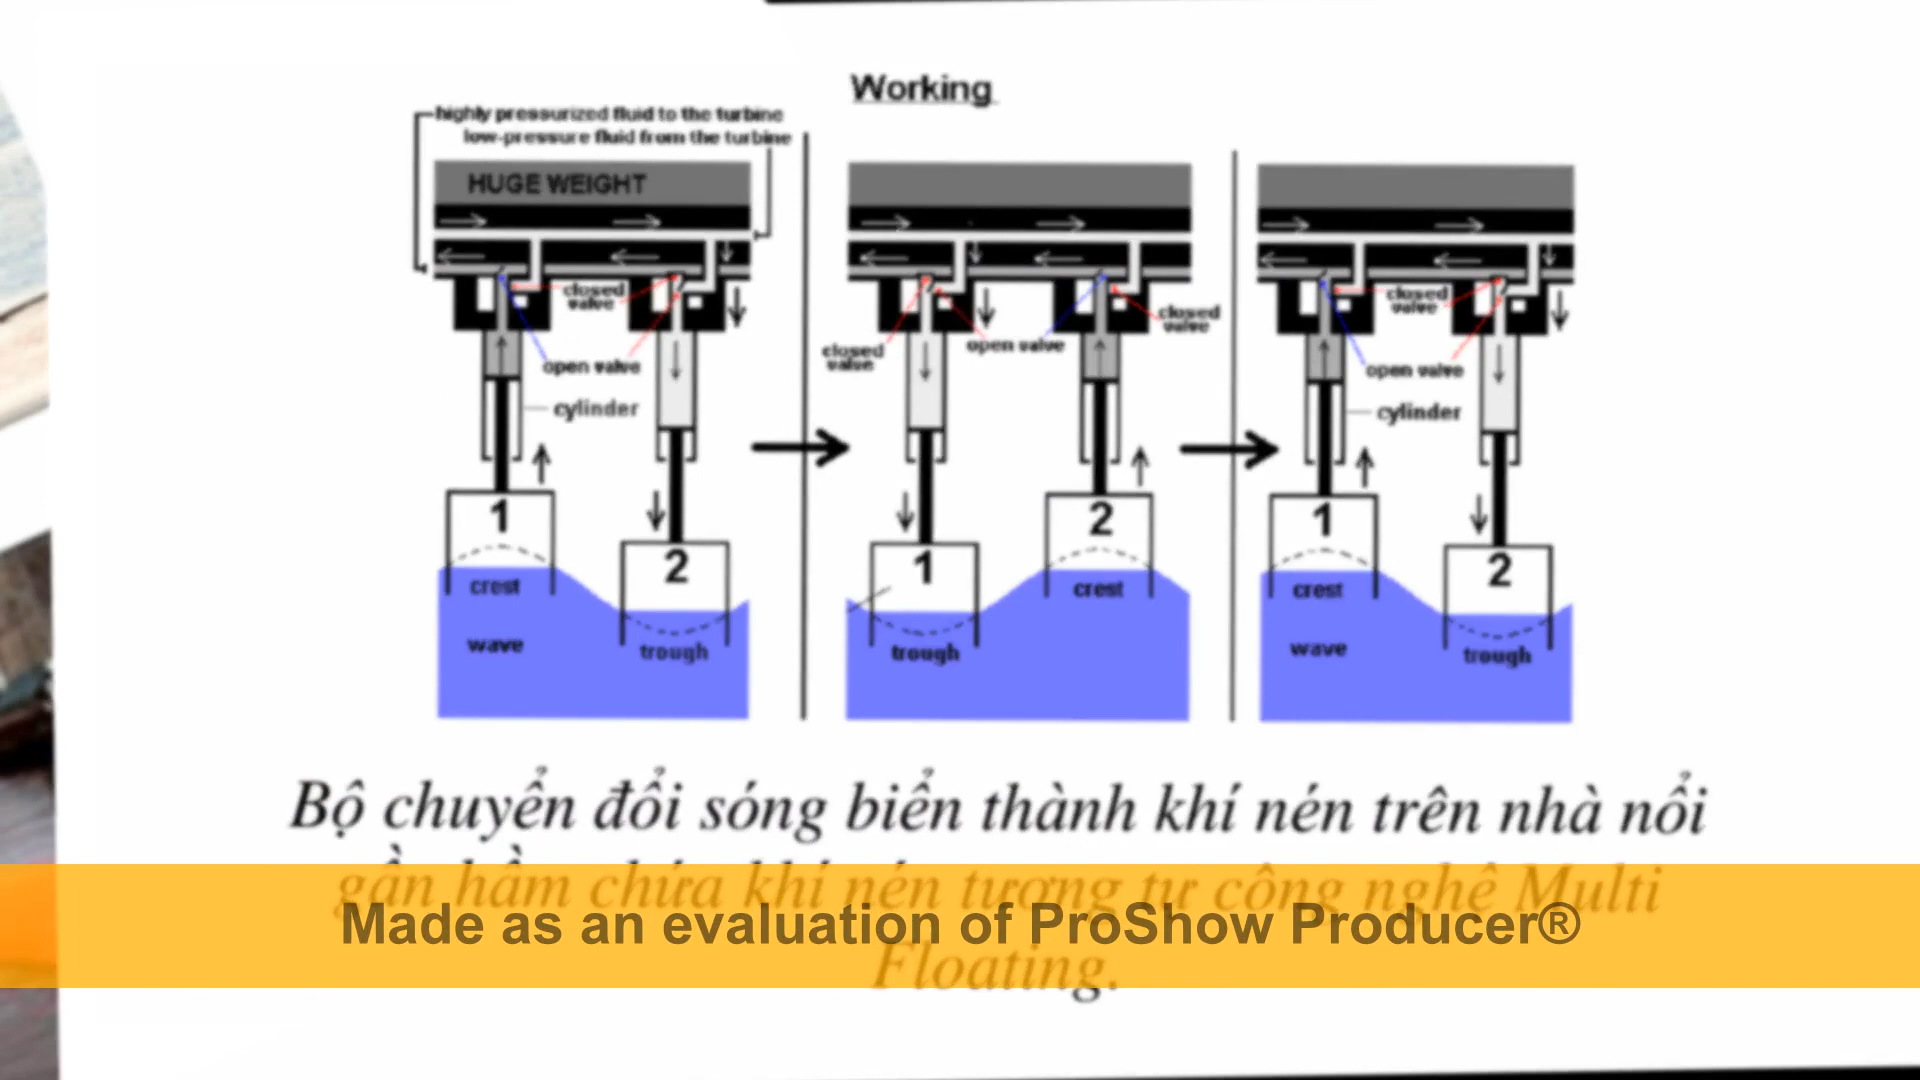 Working
highly pressurized fluid to the turbine
low-pressure fluid from the turbine
HUGE WEIGHT
closed
valve
open valve
cylinder
1
2
crest
wave
trough
closed
valve
open valve
closed
valve
1
2
crest
trough
closed
valve
open valve
cylinder
1
2
crest
wave
trough
Bộ chuyển đổi sóng biển thành khí nén trên nhà nổi
gần hầm chứa khí nén tương tự công nghệ Multi
Floating.
Made as an evaluation of ProShow Producer®